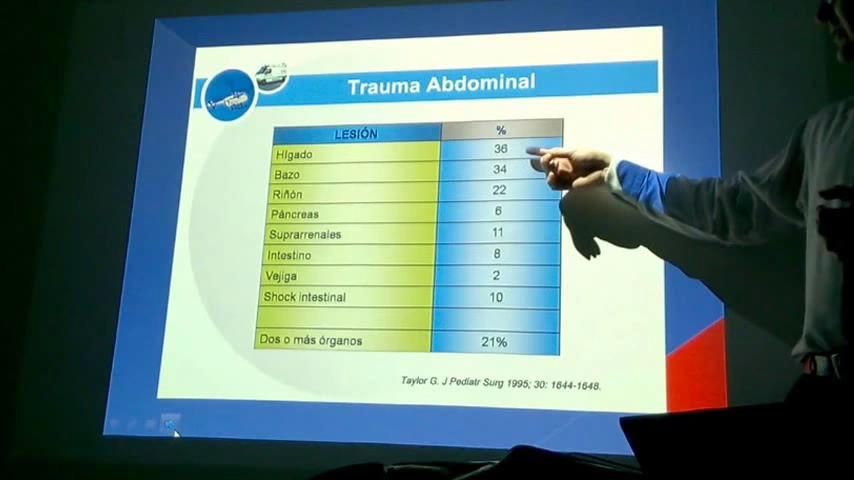 Trauma Abdominal
LESIÓN %
Hígado 36
Bazo 34
Riñón 22
Páncreas 6
Suprarrenales 11
Intestino 8
Vejiga 2
Shock intestinal 10
Dos o más órganos 21%
Taylor G. J Pediatr Surg 1995; 30: 1644-1648.